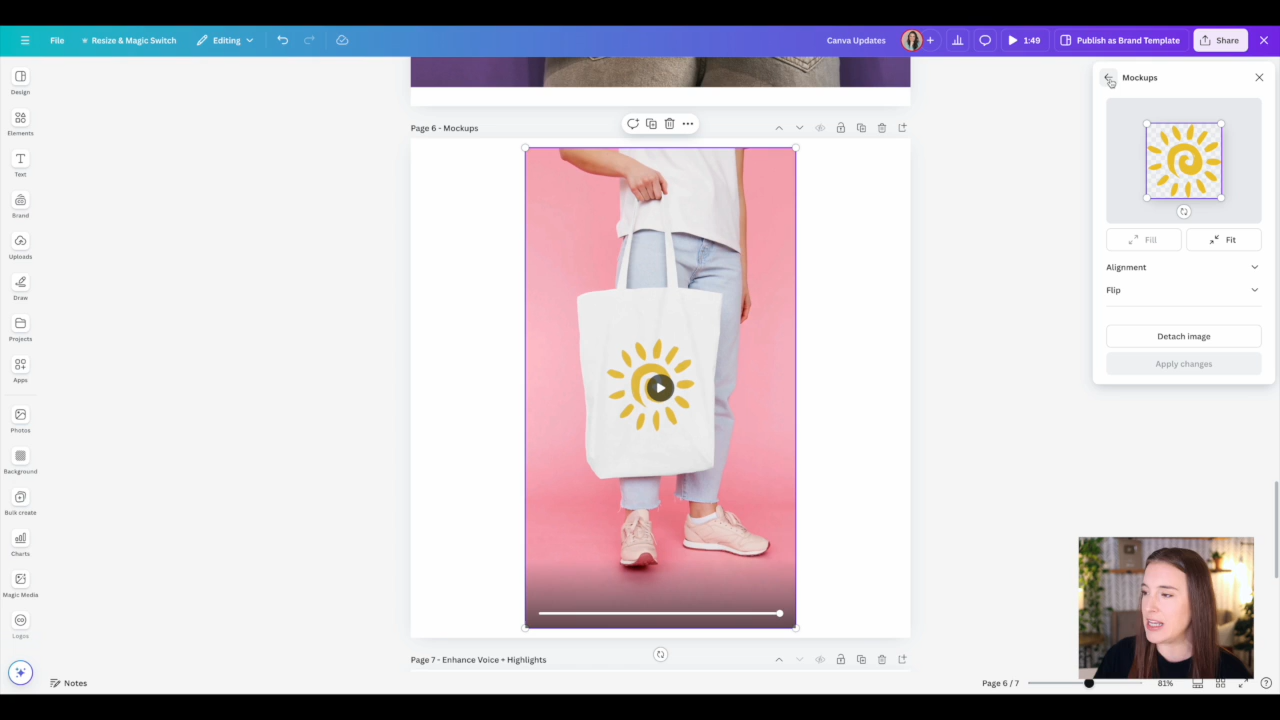 File
Resize & Magic Switch
Editing
Canva Updates
1:49
Publish as Brand Template
Share
Design
Elements
Text
Brand
Uploads
Draw
Projects
Apps
Photos
Background
Bulk create
Charts
Magic Media
Logos
Page 6 - Mockups
Page 7 - Enhance Voice + Highlights
Mockups
Fill
Fit
Alignment
Flip
Detach image
Apply changes
Notes
Page 6 / 7
81%